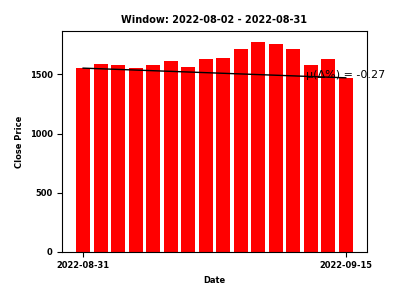 Window: 2022-08-02 - 2022-08-31
Close Price
1500
1000
500
0
μ(Δ%) = -0.27
2022-08-31
2022-09-15
Date